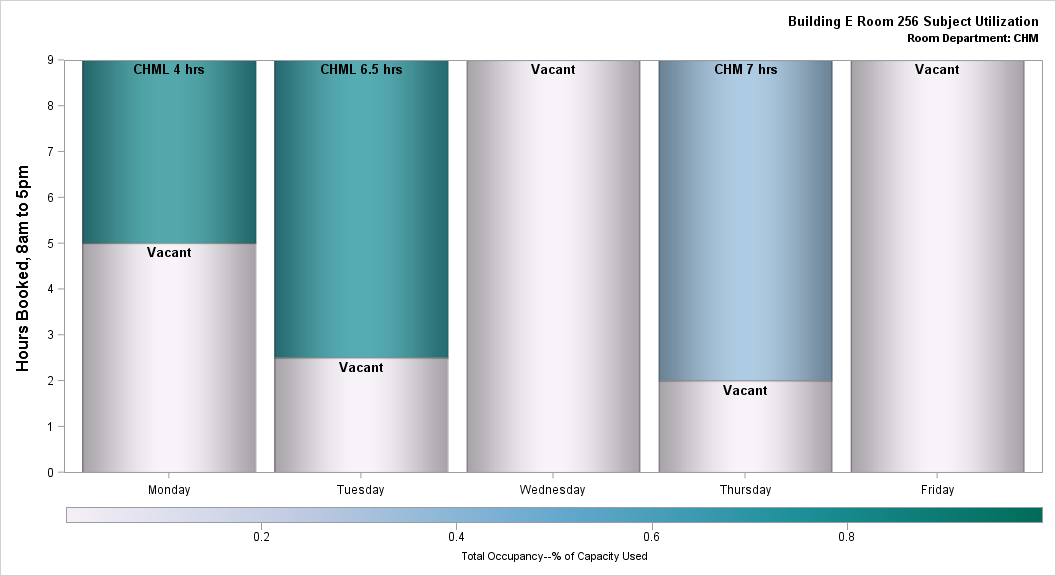 Building E Room 256 Subject Utilization
Room Department: CHM
Hours Booked, 8am to 5pm
9
8
7
6
5
4
3
2
1
0
CHML 4 hrs
Vacant
CHML 6.5 hrs
Vacant
Vacant
CHM 7 hrs
Vacant
Vacant
Monday Tuesday Wednesday Thursday Friday
0.2 0.4 0.6 0.8
Total Occupancy--% of Capacity Used